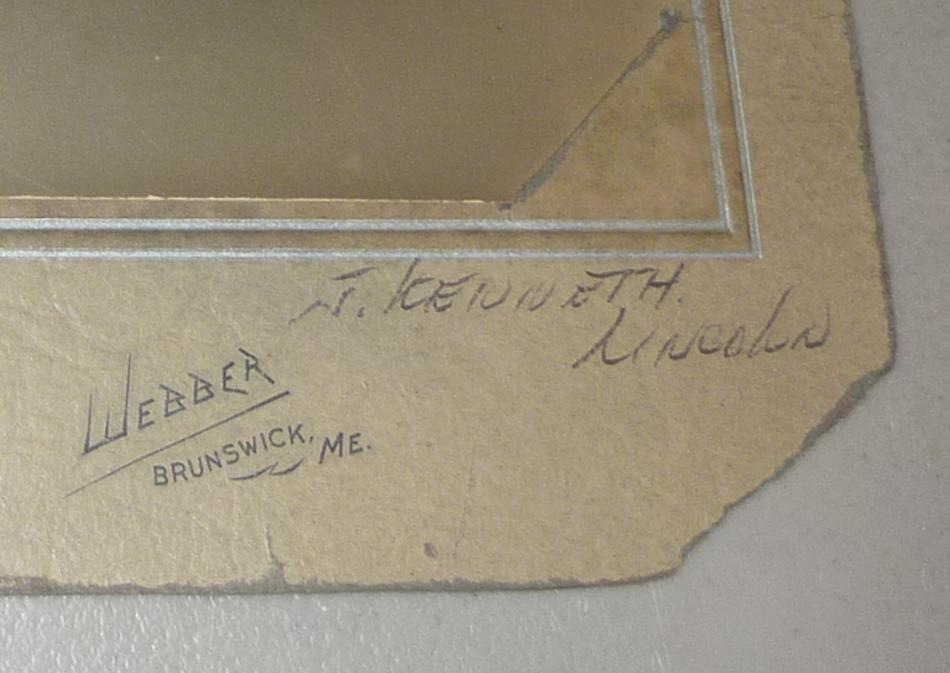 J. KENNETH.
LINCOLN
WEBBER
BRUNSWICK, ME.